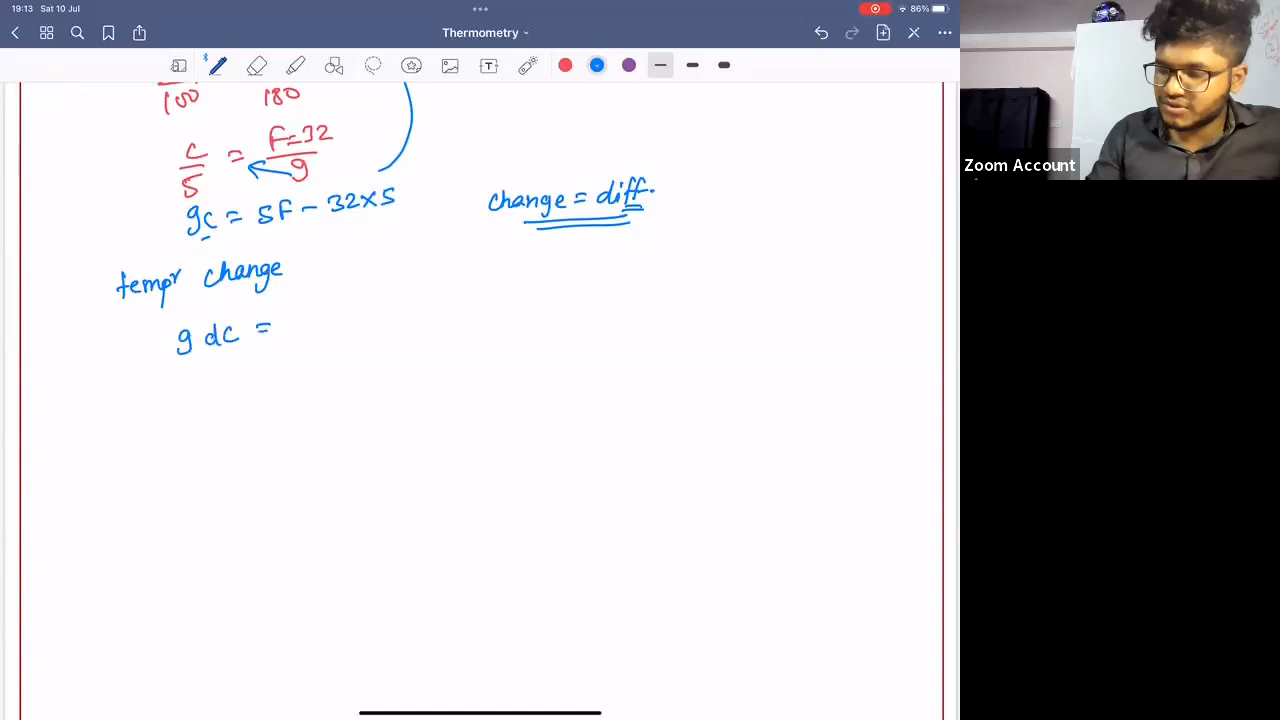 19:13 Sat 10 Jul
86%
Thermometry
T
100 180
C/5 = F-32/9
9C = 5F - 32×5
change = diff.
tempr change
9 dC =
Zoom Account